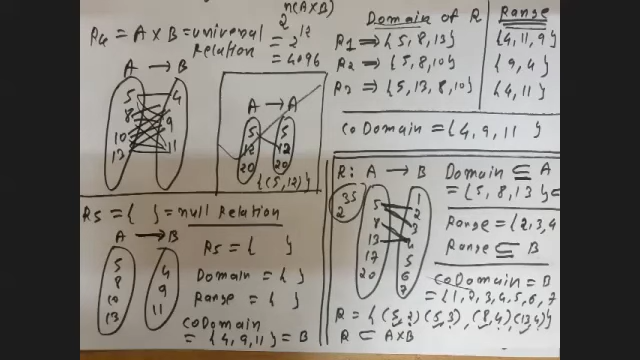 n(A×B)
R4 = A × B = universal = 2
relation = 2^12
= 4096
A → B
5 4
8 9
10 11
13
A → A
5 5
12 12
20 20
{(5,12)}
R5 = { } = null Relation
A → B
5 4
8 9
10 11
13
R5 = { }
Domain = { }
Range = { }
CoDomain
= {4, 9, 11} = B
Domain of R Range
R1 ⇒ {5, 8, 13} {4, 11, 9}
R2 ⇒ {5, 8, 10} {9, 4}
R3 ⇒ {5, 13, 8, 10} {4, 11}
CoDomain = {4, 9, 11 }
R: A → B
2^35
5 1
8 2
13 3
17 4
20 5
6
7
Domain ⊆ A
= {5, 8, 13} ⊂
Range = {2, 3, 4
Range ⊆ B
CoDomain = B
= {1, 2, 3, 4, 5, 6, 7
R = {(5, 2) (5, 3), (8, 4) (13, 4)}
R ⊂ A×B